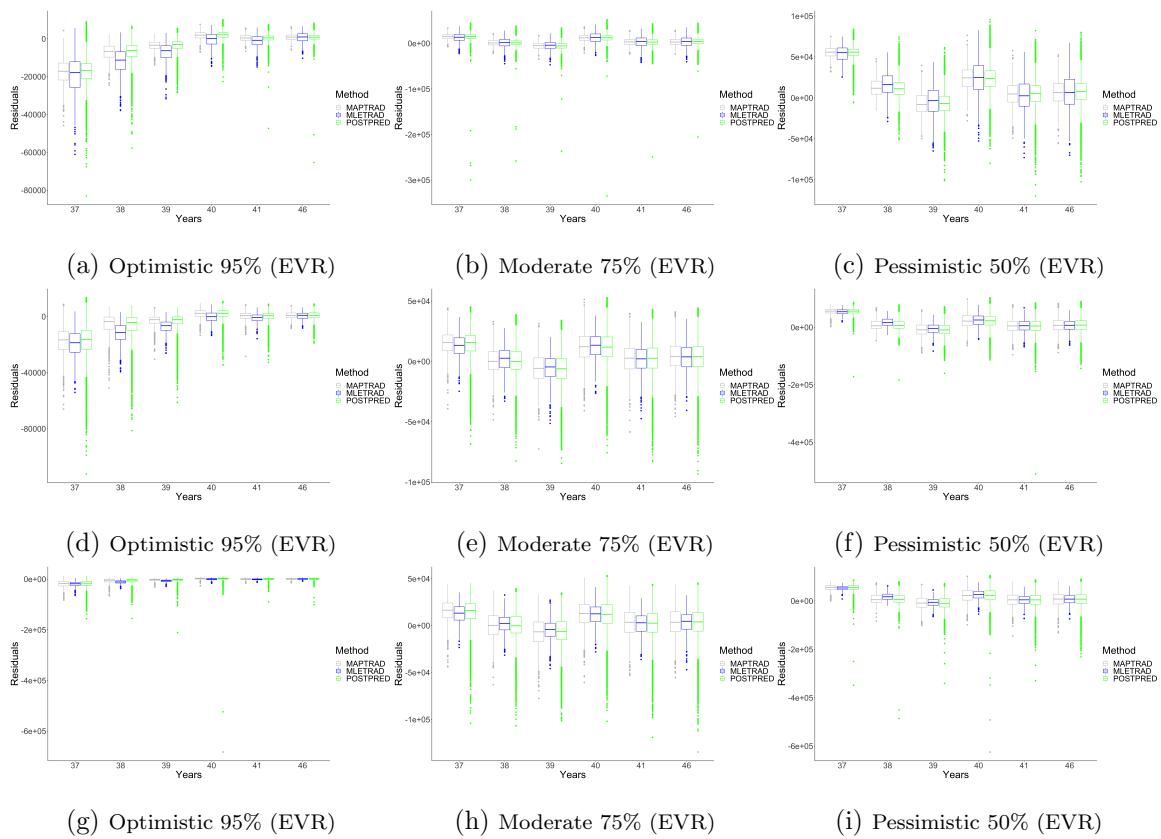 0
-20000
-40000
-60000
-80000
Residuals
37 38 39 40 41 46
Years
Method
MAPTRAD
MLETRAD
POSTPRED
(a) Optimistic 95% (EVR)
0e+00
-1e+05
-2e+05
-3e+05
Residuals
37 38 39 40 41 46
Years
Method
MAPTRAD
MLETRAD
POSTPRED
(b) Moderate 75% (EVR)
1e+05
5e+04
0e+00
-5e+04
-1e+05
Residuals
37 38 39 40 41 46
Years
Method
MAPTRAD
MLETRAD
POSTPRED
(c) Pessimistic 50% (EVR)
0
-40000
-80000
Residuals
37 38 39 40 41 46
Years
Method
MAPTRAD
MLETRAD
POSTPRED
(d) Optimistic 95% (EVR)
5e+04
0e+00
-5e+04
-1e+05
Residuals
37 38 39 40 41 46
Years
Method
MAPTRAD
MLETRAD
POSTPRED
(e) Moderate 75% (EVR)
0e+00
-2e+05
-4e+05
Residuals
37 38 39 40 41 46
Years
Method
MAPTRAD
MLETRAD
POSTPRED
(f) Pessimistic 50% (EVR)
0e+00
-2e+05
-4e+05
-6e+05
Residuals
37 38 39 40 41 46
Years
Method
MAPTRAD
MLETRAD
POSTPRED
(g) Optimistic 95% (EVR)
5e+04
0e+00
-5e+04
-1e+05
Residuals
37 38 39 40 41 46
Years
Method
MAPTRAD
MLETRAD
POSTPRED
(h) Moderate 75% (EVR)
0e+00
-2e+05
-4e+05
-6e+05
Residuals
37 38 39 40 41 46
Years
Method
MAPTRAD
MLETRAD
POSTPRED
(i) Pessimistic 50% (EVR)